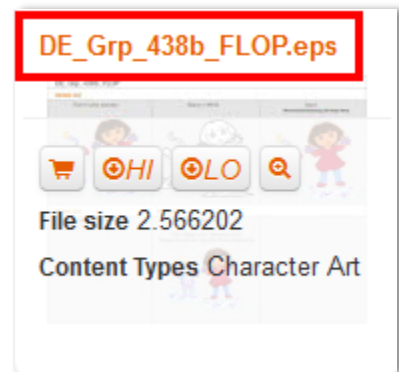 DE_Grp_438b_FLOP.eps
HI LO
File size 2.566202
Content Types Character Art